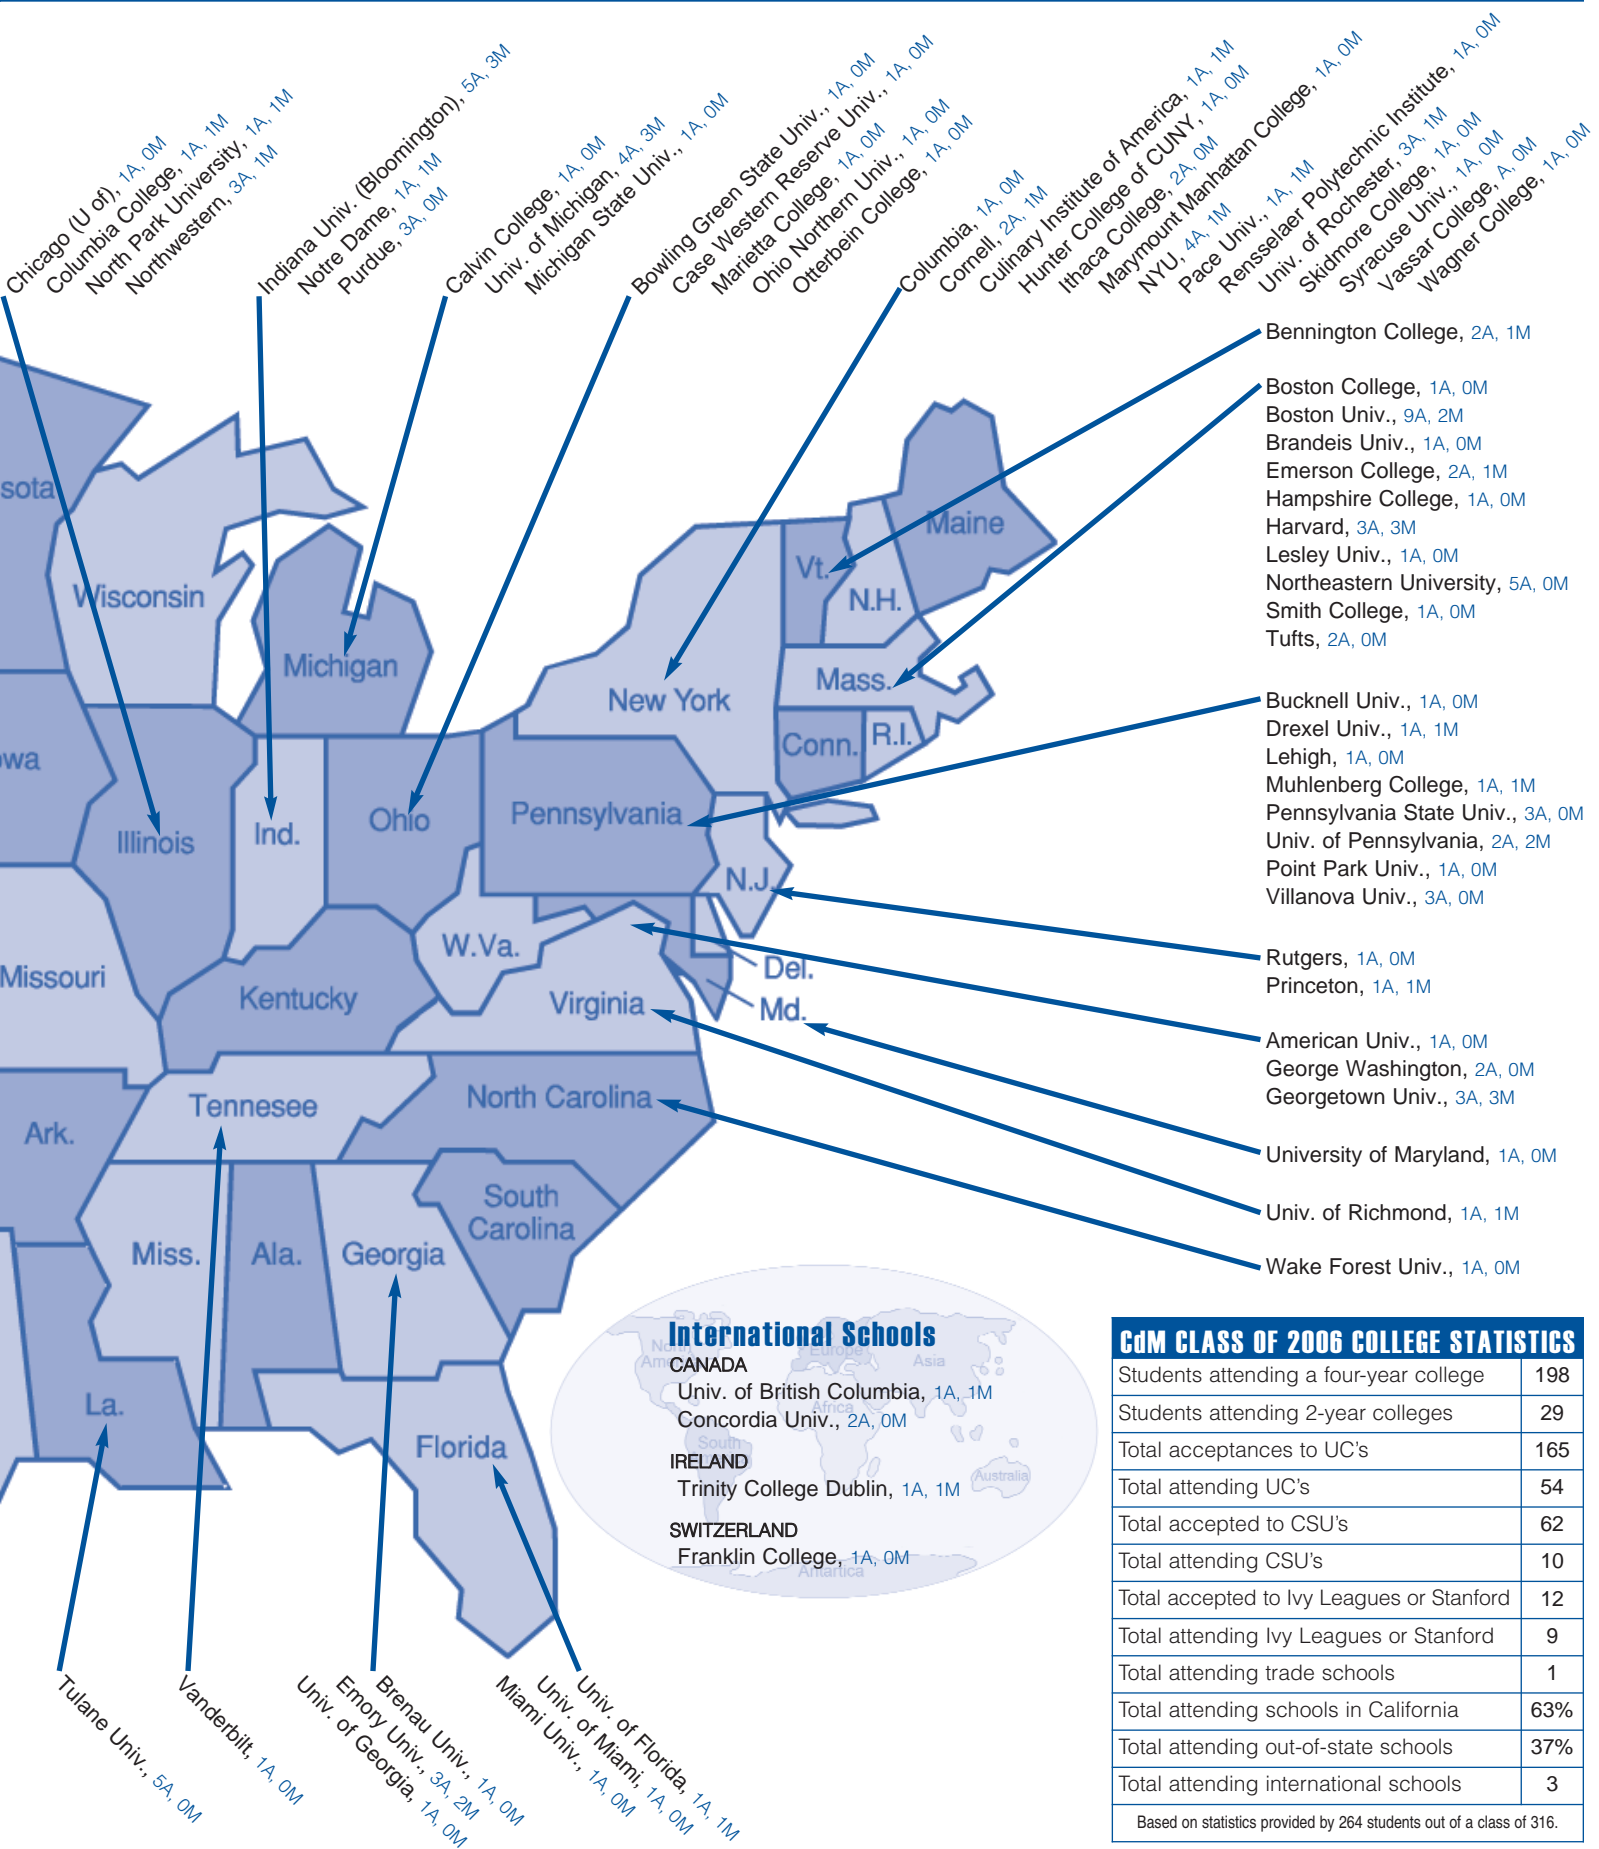 Chicago (U of), 1A, 0M
Columbia College, 1A, 1M
North Park University, 1A, 1M
Northwestern, 3A, 1M
Indiana Univ. (Bloomington), 5A, 3M
Notre Dame, 1A, 1M
Purdue, 3A, 0M
Calvin College, 1A, 0M
Univ. of Michigan, 4A, 3M
Michigan State Univ., 1A, 0M
Bowling Green State Univ., 1A, 0M
Case Western Reserve Univ., 1A, 0M
Marietta College, 1A, 0M
Ohio Northern Univ., 1A, 0M
Otterbein College, 1A, 0M
Columbia, 1A, 0M
Cornell, 2A, 1M
Culinary Institute of America, 1A, 1M
Hunter College of CUNY, 1A, 0M
Ithaca College, 2A, 0M
Marymount Manhattan College, 1A, 0M
NYU, 4A, 1M
Pace Univ., 1A, 1M
Rensselaer Polytechnic Institute, 1A, 0M
Univ. of Rochester, 3A, 1M
Skidmore College, 1A, 0M
Syracuse Univ., 1A, 0M
Vassar College, A, 0M
Wagner College, 1A, 0M
Bennington College, 2A, 1M
Boston College, 1A, 0M
Boston Univ., 9A, 2M
Brandeis Univ., 1A, 0M
Emerson College, 2A, 1M
Hampshire College, 1A, 0M
Harvard, 3A, 3M
Lesley Univ., 1A, 0M
Northeastern University, 5A, 0M
Smith College, 1A, 0M
Tufts, 2A, 0M
Bucknell Univ., 1A, 0M
Drexel Univ., 1A, 1M
Lehigh, 1A, 0M
Muhlenberg College, 1A, 1M
Pennsylvania State Univ., 3A, 0M
Univ. of Pennsylvania, 2A, 2M
Point Park Univ., 1A, 0M
Villanova Univ., 3A, 0M
Rutgers, 1A, 0M
Princeton, 1A, 1M
American Univ., 1A, 0M
George Washington, 2A, 0M
Georgetown Univ., 3A, 3M
University of Maryland, 1A, 0M
Univ. of Richmond, 1A, 1M
Wake Forest Univ., 1A, 0M
sota
Wisconsin
Michigan
Maine
Vt.
N.H.
New York
Mass.
Conn.
R.I.
owa
Illinois
Ind.
Ohio
Pennsylvania
N.J.
Missouri
Kentucky
W.Va.
Virginia
Del.
Md.
Ark.
Tennesee
North Carolina
South
Carolina
Miss.
Ala.
Georgia
La.
Florida
Tulane Univ., 5A, 0M
Vanderbilt, 1A, 0M
Brenau Univ., 1A, 0M
Emory Univ., 3A, 2M
Univ. of Georgia, 1A, 0M
Univ. of Florida, 1A, 1M
Univ. of Miami, 1A, 0M
Miami Univ., 1A, 0M
International Schools
CANADA
Univ. of British Columbia, 1A, 1M
Concordia Univ., 2A, 0M
IRELAND
Trinity College Dublin, 1A, 1M
SWITZERLAND
Franklin College, 1A, 0M
North
America
Europe
Asia
Africa
South
Australia
Antartica
CdM CLASS OF 2006 COLLEGE STATISTICS
Students attending a four-year college 198
Students attending 2-year colleges 29
Total acceptances to UC's 165
Total attending UC's 54
Total accepted to CSU's 62
Total attending CSU's 10
Total accepted to Ivy Leagues or Stanford 12
Total attending Ivy Leagues or Stanford 9
Total attending trade schools 1
Total attending schools in California 63%
Total attending out-of-state schools 37%
Total attending international schools 3
Based on statistics provided by 264 students out of a class of 316.